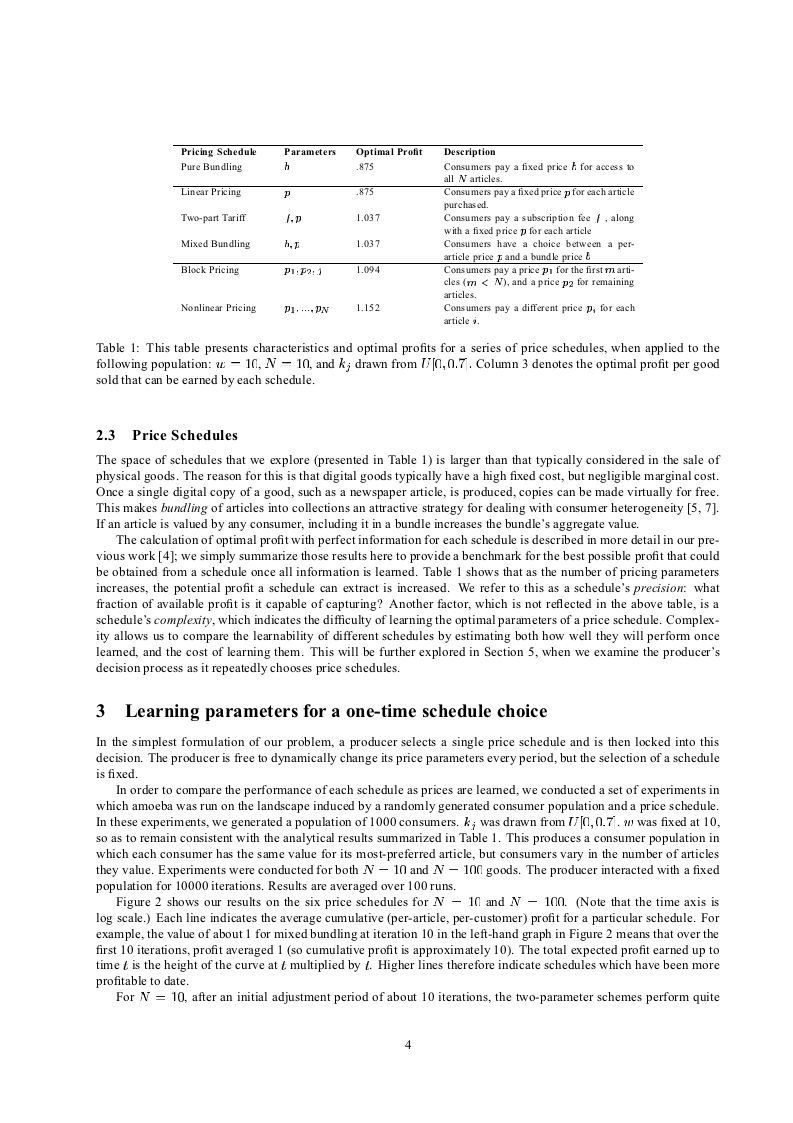 Pricing Schedule Parameters Optimal Profit Description
Pure Bundling b .875 Consumers pay a fixed price b for access to
all N articles.
Linear Pricing p .875 Consumers pay a fixed price p for each article
purchased.
Two-part Tariff f, p 1.037 Consumers pay a subscription fee f , along
with a fixed price p for each article
Mixed Bundling b, p 1.037 Consumers have a choice between a per-
article price p and a bundle price b
Block Pricing p1, p2, 1.094 Consumers pay a price p1 for the first m arti-
cles (m < N), and a price p2 for remaining
articles.
Nonlinear Pricing p1, ..., pN 1.152 Consumers pay a different price pi for each
article i.
Table 1: This table presents characteristics and optimal profits for a series of price schedules, when applied to the
following population: w = 10, N = 10, and kj drawn from U[0, 0.7]. Column 3 denotes the optimal profit per good
sold that can be earned by each schedule.
2.3 Price Schedules
The space of schedules that we explore (presented in Table 1) is larger than that typically considered in the sale of
physical goods. The reason for this is that digital goods typically have a high fixed cost, but negligible marginal cost.
Once a single digital copy of a good, such as a newspaper article, is produced, copies can be made virtually for free.
This makes bundling of articles into collections an attractive strategy for dealing with consumer heterogeneity [5, 7].
If an article is valued by any consumer, including it in a bundle increases the bundle's aggregate value.
The calculation of optimal profit with perfect information for each schedule is described in more detail in our pre-
vious work [4]; we simply summarize those results here to provide a benchmark for the best possible profit that could
be obtained from a schedule once all information is learned. Table 1 shows that as the number of pricing parameters
increases, the potential profit a schedule can extract is increased. We refer to this as a schedule's precision: what
fraction of available profit is it capable of capturing? Another factor, which is not reflected in the above table, is a
schedule's complexity, which indicates the difficulty of learning the optimal parameters of a price schedule. Complex-
ity allows us to compare the learnability of different schedules by estimating both how well they will perform once
learned, and the cost of learning them. This will be further explored in Section 5, when we examine the producer's
decision process as it repeatedly chooses price schedules.
3 Learning parameters for a one-time schedule choice
In the simplest formulation of our problem, a producer selects a single price schedule and is then locked into this
decision. The producer is free to dynamically change its price parameters every period, but the selection of a schedule
is fixed.
In order to compare the performance of each schedule as prices are learned, we conducted a set of experiments in
which amoeba was run on the landscape induced by a randomly generated consumer population and a price schedule.
In these experiments, we generated a population of 1000 consumers. kj was drawn from U[0, 0.7]. w was fixed at 10,
so as to remain consistent with the analytical results summarized in Table 1. This produces a consumer population in
which each consumer has the same value for its most-preferred article, but consumers vary in the number of articles
they value. Experiments were conducted for both N = 10 and N = 100 goods. The producer interacted with a fixed
population for 10000 iterations. Results are averaged over 100 runs.
Figure 2 shows our results on the six price schedules for N = 10 and N = 100. (Note that the time axis is
log scale.) Each line indicates the average cumulative (per-article, per-customer) profit for a particular schedule. For
example, the value of about 1 for mixed bundling at iteration 10 in the left-hand graph in Figure 2 means that over the
first 10 iterations, profit averaged 1 (so cumulative profit is approximately 10). The total expected profit earned up to
time t is the height of the curve at t multiplied by t. Higher lines therefore indicate schedules which have been more
profitable to date.
For N = 10, after an initial adjustment period of about 10 iterations, the two-parameter schemes perform quite
4